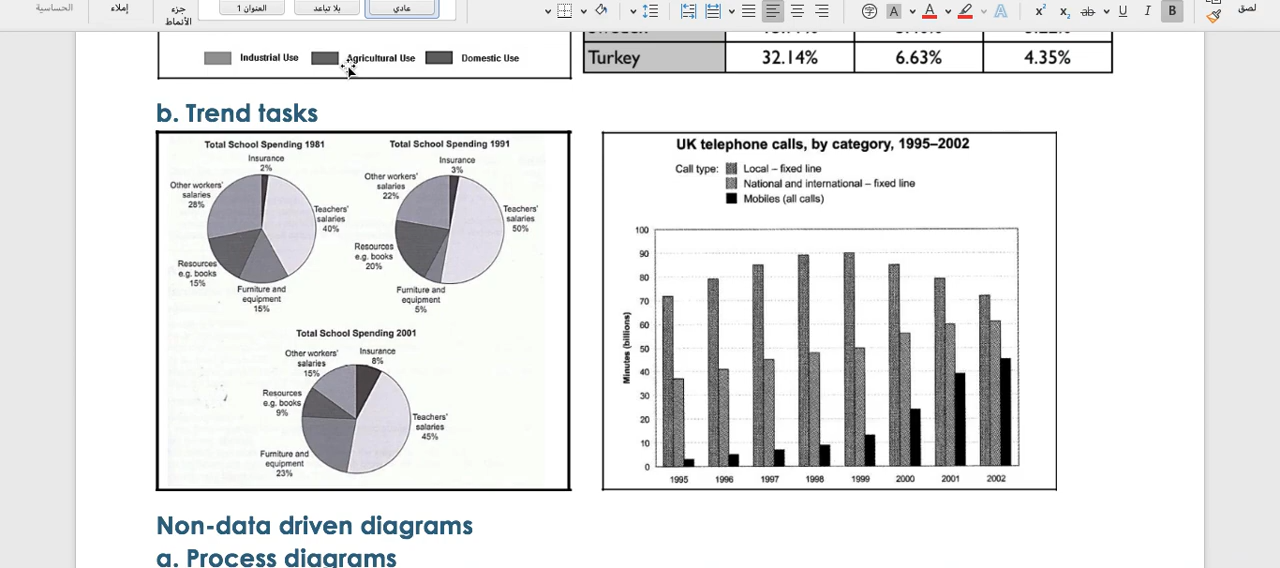 الحساسية
إملاء
جزء
الأنماط
العنوان 1
بلا تباعد
عادي
A
A
A
x²
x₂
ab
U
I
B
لصق
Industrial Use
Agricultural Use
Domestic Use
Turkey
32.14%
6.63%
4.35%
b. Trend tasks
Total School Spending 1981
Insurance
2%
Other workers'
salaries
28%
Teachers'
salaries
40%
Resources
e.g. books
15%
Furniture and
equipment
15%
Total School Spending 1991
Insurance
3%
Other workers'
salaries
22%
Teachers'
salaries
50%
Resources
e.g. books
20%
Furniture and
equipment
5%
Total School Spending 2001
Other workers'
salaries
15%
Insurance
8%
Resources
e.g. books
9%
Teachers'
salaries
45%
Furniture and
equipment
23%
UK telephone calls, by category, 1995–2002
Call type:
Local – fixed line
National and international – fixed line
Mobiles (all calls)
Minutes (billions)
100
90
80
70
60
50
40
30
20
10
0
1995
1996
1997
1998
1999
2000
2001
2002
Non-data driven diagrams
a. Process diagrams